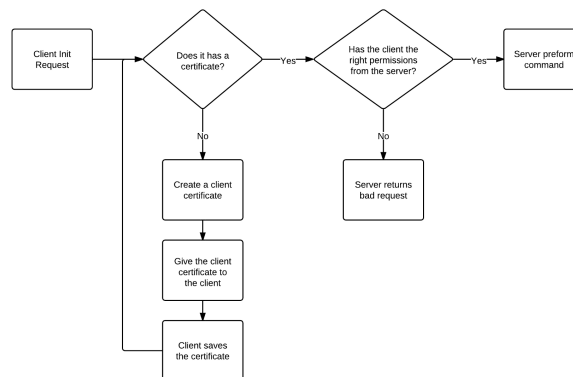 Client Init
Request
Does it has a
certificate?
Yes
Has the client the
right permissions
from the server?
Yes
Server preform
command
No
No
Create a client
certificate
Server returns
bad request
Give the client
certificate to
the client
Client saves
the certificate